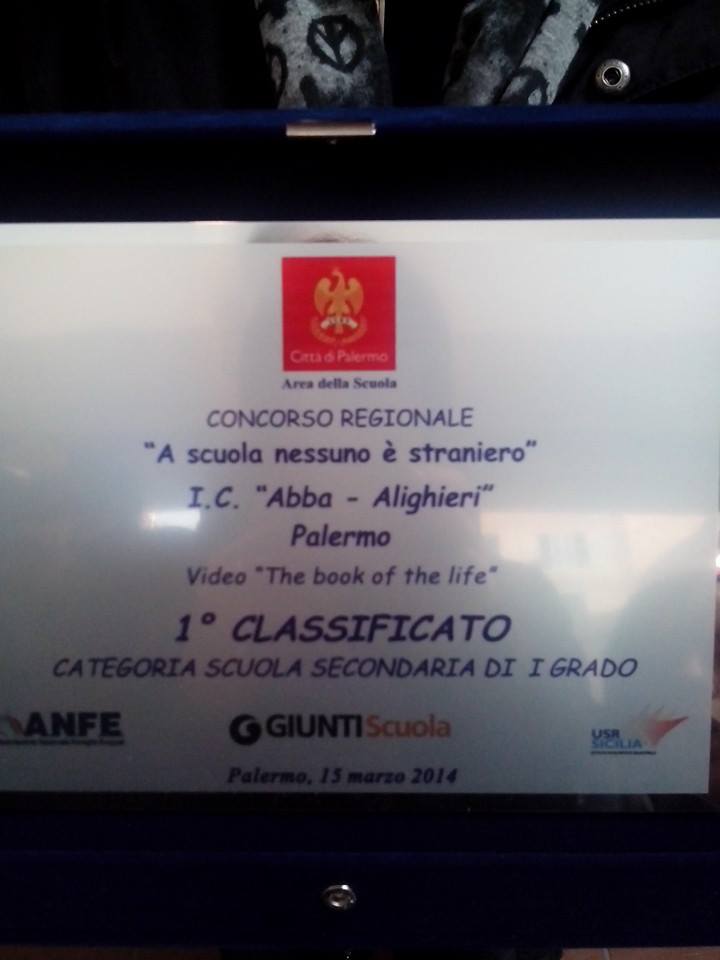 Città di Palermo
Area della Scuola
CONCORSO REGIONALE
“A scuola nessuno è straniero”
I.C. “Abba - Alighieri”
Palermo
Video “The book of the life”
1° CLASSIFICATO
CATEGORIA SCUOLA SECONDARIA DI I GRADO
ANFE
GIUNTI Scuola
USR
SICILIA
Palermo, 15 marzo 2014